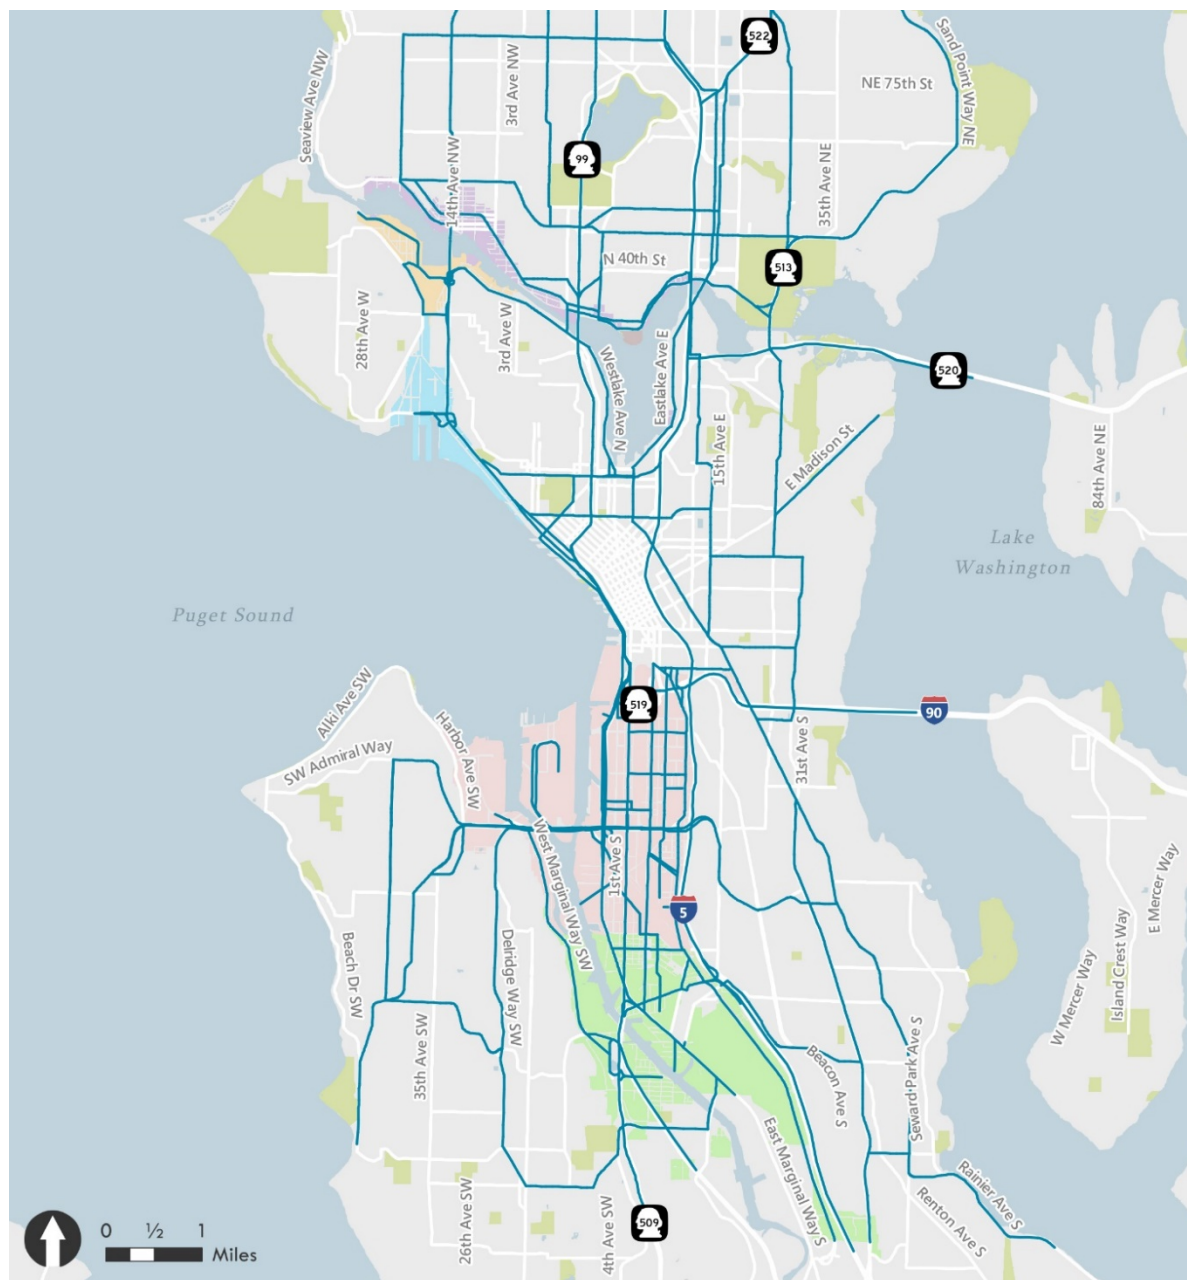 522
Sand Point Way NE
NE 75th St
Seaview Ave NW
3rd Ave NW
99
14th Ave NW
35th Ave NE
N 40th St
513
28th Ave W
3rd Ave W
Westlake Ave N
Eastlake Ave E
520
15th Ave E
E Madison St
84th Ave NE
Lake
Washington
Puget Sound
Alki Ave SW
SW Admiral Way
Harbor Ave SW
519
90
31st Ave S
West Marginal Way SW
1st Ave S
5
Beach Dr SW
Delridge Way SW
35th Ave SW
E Mercer Way
Island Crest Way
W Mercer Way
Beacon Ave S
Seward Park Ave S
East Marginal Way S
Rainier Ave S
Renton Ave S
26th Ave SW
4th Ave SW
509
0 ½ 1
Miles